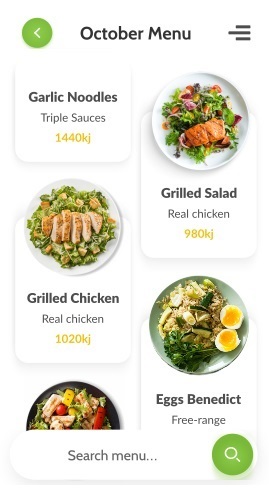 October Menu
Garlic Noodles
Triple Sauces
1440kj
Grilled Salad
Real chicken
980kj
Grilled Chicken
Real chicken
1020kj
Eggs Benedict
Free-range
Search menu...